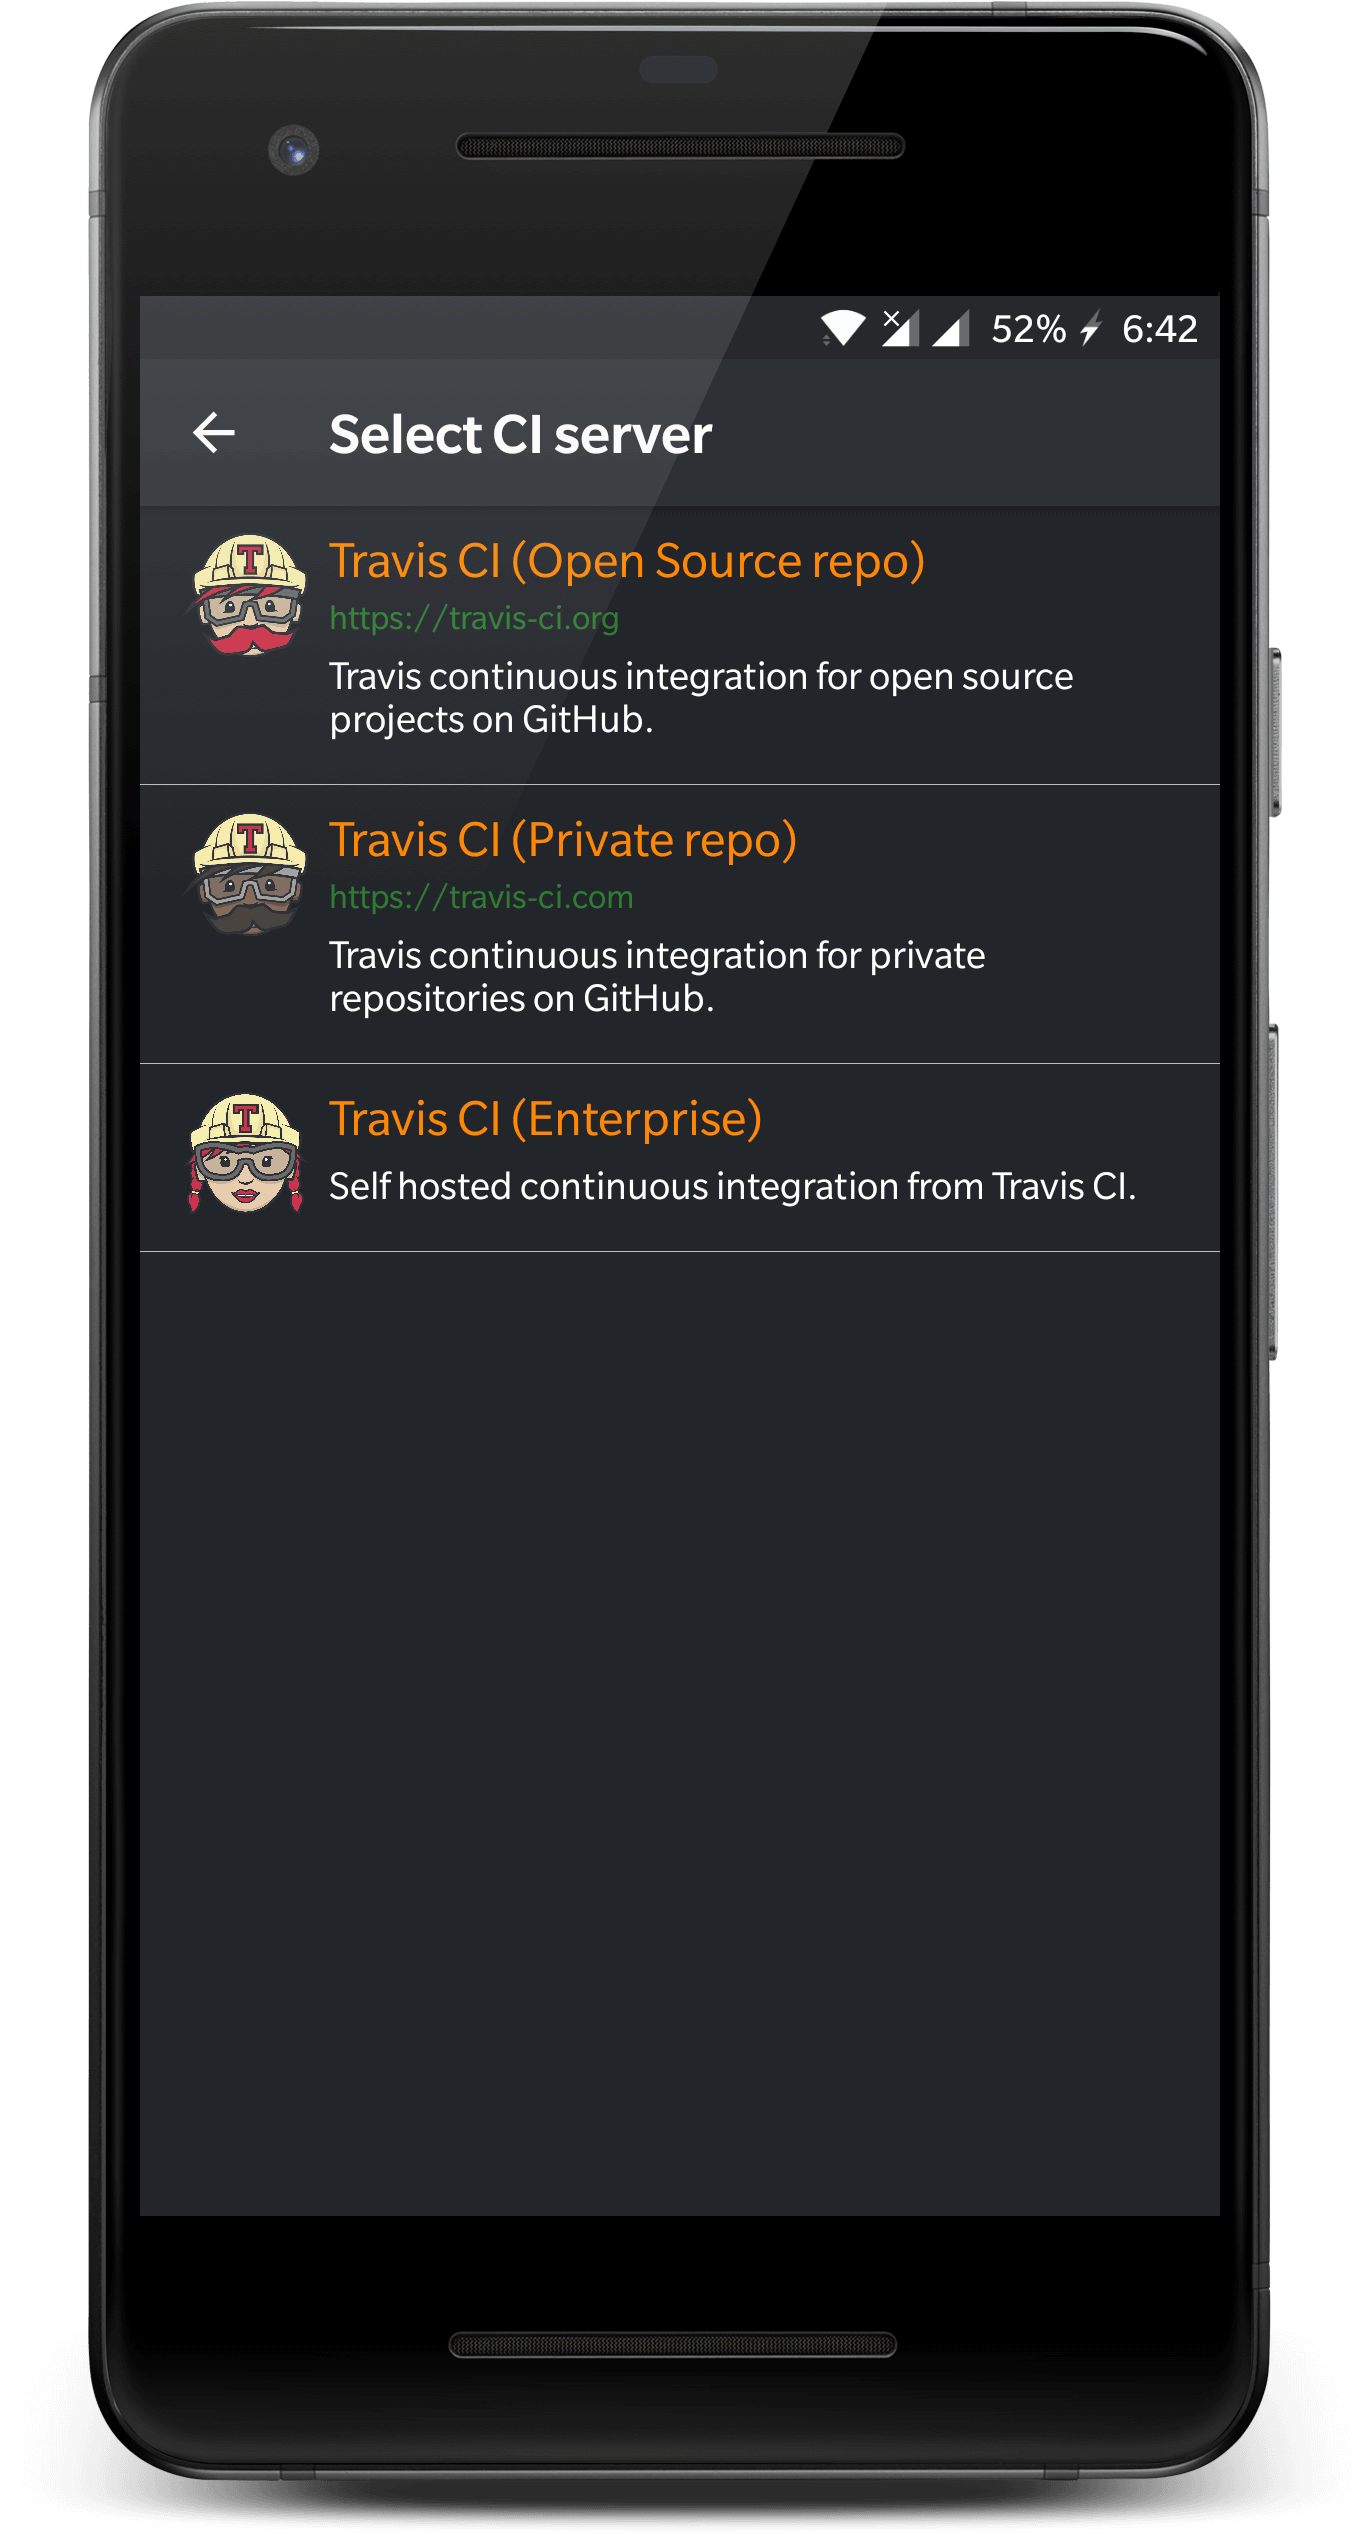 52% 6:42
Select CI server
T
Travis CI (Open Source repo)
https://travis-ci.org
Travis continuous integration for open source
projects on GitHub.
T
Travis CI (Private repo)
https://travis-ci.com
Travis continuous integration for private
repositories on GitHub.
T
Travis CI (Enterprise)
Self hosted continuous integration from Travis CI.